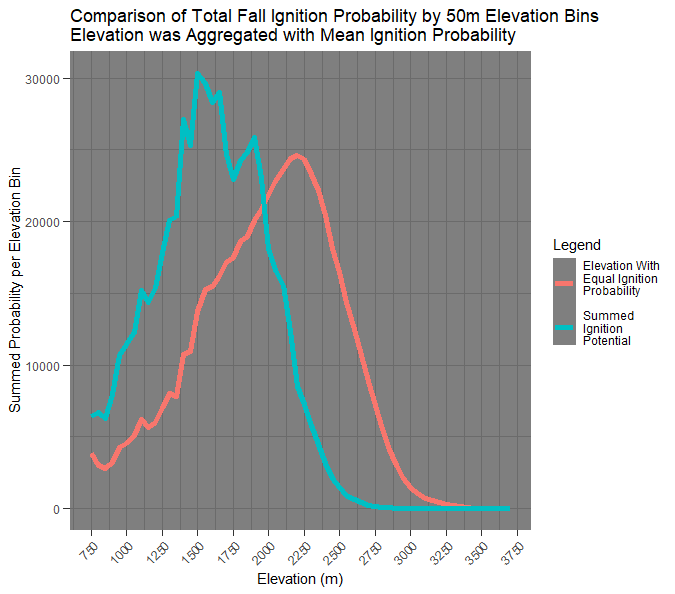 Comparison of Total Fall Ignition Probability by 50m Elevation Bins
Elevation was Aggregated with Mean Ignition Probability
Summed Probability per Elevation Bin
30000
20000
10000
0
750
1000
1250
1500
1750
2000
2250
2500
2750
3000
3250
3500
3750
Elevation (m)
Legend
Elevation With
Equal Ignition
Probability
Summed
Ignition
Potential